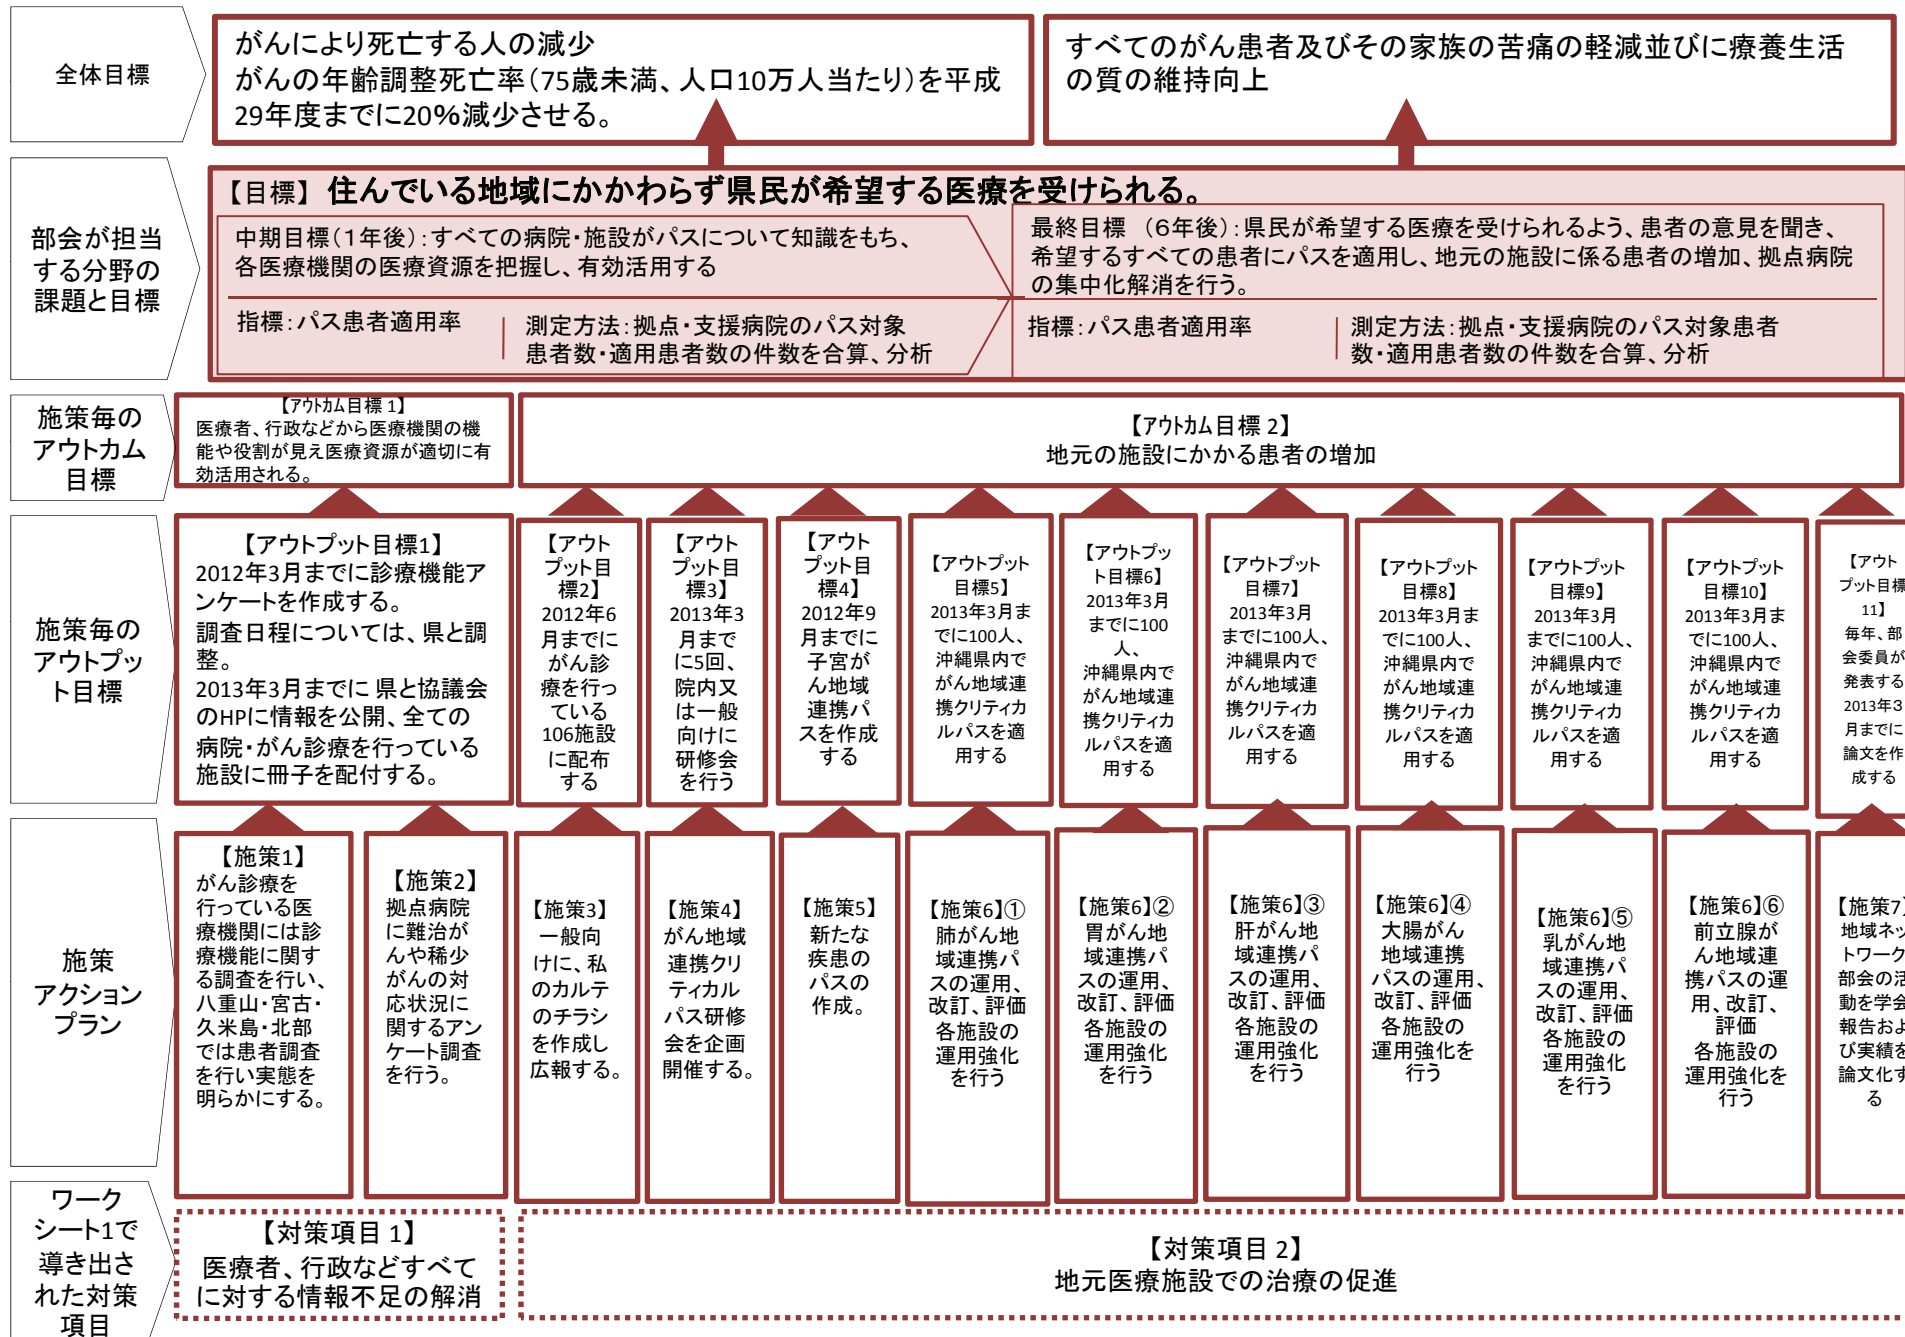 全体目標
がんにより死亡する人の減少
がんの年齢調整死亡率(75歳未満、人口10万人当たり)を平成
29年度までに20%減少させる。
すべてのがん患者及びその家族の苦痛の軽減並びに療養生活
の質の維持向上
部会が担当
する分野の
課題と目標
【目標】 住んでいる地域にかかわらず県民が希望する医療を受けられる。
中期目標(1年後):すべての病院・施設がパスについて知識をもち、
各医療機関の医療資源を把握し、有効活用する
指標:パス患者適用率
測定方法:拠点・支援病院のパス対象
患者数・適用患者数の件数を合算、分析
最終目標 (6年後):県民が希望する医療を受けられるよう、患者の意見を聞き、
希望するすべての患者にパスを適用し、地元の施設に係る患者の増加、拠点病院
の集中化解消を行う。
指標:パス患者適用率
測定方法:拠点・支援病院のパス対象患者
数・適用患者数の件数を合算、分析
施策毎の
アウトカム
目標
【アウトカム目標 1】
医療者、行政などから医療機関の機
能や役割が見え医療資源が適切に有
効活用される。
【アウトカム目標 2】
地元の施設にかかる患者の増加
施策毎の
アウトプッ
ト目標
【アウトプット目標1】
2012年3月までに診療機能ア
ンケートを作成する。
調査日程については、県と調
整。
2013年3月までに 県と協議会
のHPに情報を公開、全ての
病院・がん診療を行っている
施設に冊子を配付する。
【アウト
プット目
標2】
2012年6
月までに
がん診
療を行っ
ている
106施設
に配布
する
【アウト
プット目
標3】
2013年3
月まで
に5回、
院内又
は一般
向けに
研修会
を行う
【アウト
プット目
標4】
2012年9
月までに
子宮が
ん地域
連携パ
スを作成
する
【アウトプット
目標5】
2013年3月ま
でに100人、
沖縄県内で
がん地域連
携クリティカ
ルパスを適
用する
【アウトプッ
ト目標6】
2013年3月
までに100
人、
沖縄県内で
がん地域連
携クリティカ
ルパスを適
用する
【アウトプット
目標7】
2013年3月
までに100人、
沖縄県内で
がん地域連
携クリティカ
ルパスを適
用する
【アウトプット
目標8】
2013年3月ま
でに100人、
沖縄県内で
がん地域連
携クリティカ
ルパスを適
用する
【アウトプット
目標9】
2013年3月
までに100人、
沖縄県内で
がん地域連
携クリティカ
ルパスを適
用する
【アウトプット
目標10】
2013年3月ま
でに100人、
沖縄県内で
がん地域連
携クリティカ
ルパスを適
用する
【アウト
プット目標
11】
毎年、部
会委員が
発表する
2013年3
月までに
論文を作
成する
施策
アクション
プラン
【施策1】
がん診療を
行っている医
療機関には診
療機能に関す
る調査を行い、
八重山・宮古・
久米島・北部
では患者調査
を行い実態を
明らかにする。
【施策2】
拠点病院
に難治が
んや稀少
がんの対
応状況に
関するアン
ケート調査
を行う。
【施策3】
一般向
けに、私
のカルテ
のチラシ
を作成し
広報する。
【施策4】
がん地域
連携クリ
ティカル
パス研修
会を企画
開催する。
【施策5】
新たな
疾患の
パスの
作成。
【施策6】①
肺がん地
域連携パ
スの運用、
改訂、評価
各施設の
運用強化
を行う
【施策6】②
胃がん地
域連携パ
スの運用、
改訂、評価
各施設の
運用強化
を行う
【施策6】③
肝がん地
域連携パ
スの運用、
改訂、評価
各施設の
運用強化
を行う
【施策6】④
大腸がん
地域連携
パスの運用、
改訂、評価
各施設の
運用強化を
行う
【施策6】⑤
乳がん地
域連携パ
スの運用、
改訂、評価
各施設の
運用強化
を行う
【施策6】⑥
前立腺が
ん地域連
携パスの運
用、改訂、
評価
各施設の
運用強化を
行う
【施策7】
地域ネッ
トワーク
部会の活
動を学会
報告およ
び実績を
論文化す
る
ワーク
シート1で
導き出さ
れた対策
項目
【対策項目 1】
医療者、行政などすべて
に対する情報不足の解消
【対策項目 2】
地元医療施設での治療の促進